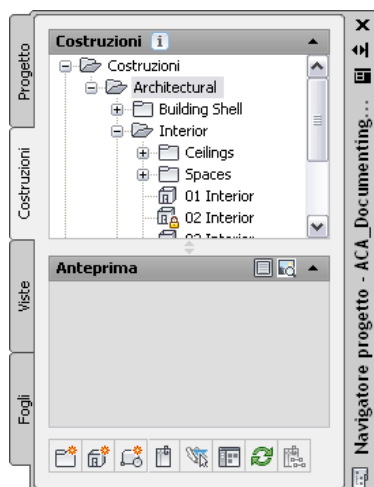 Costruzioni
Costruzioni
Architectural
Building Shell
Interior
Ceilings
Spaces
01 Interior
02 Interior
Anteprima
Progetto
Costruzioni
Viste
Fogli
Navigatore progetto - ACA_Documenting...